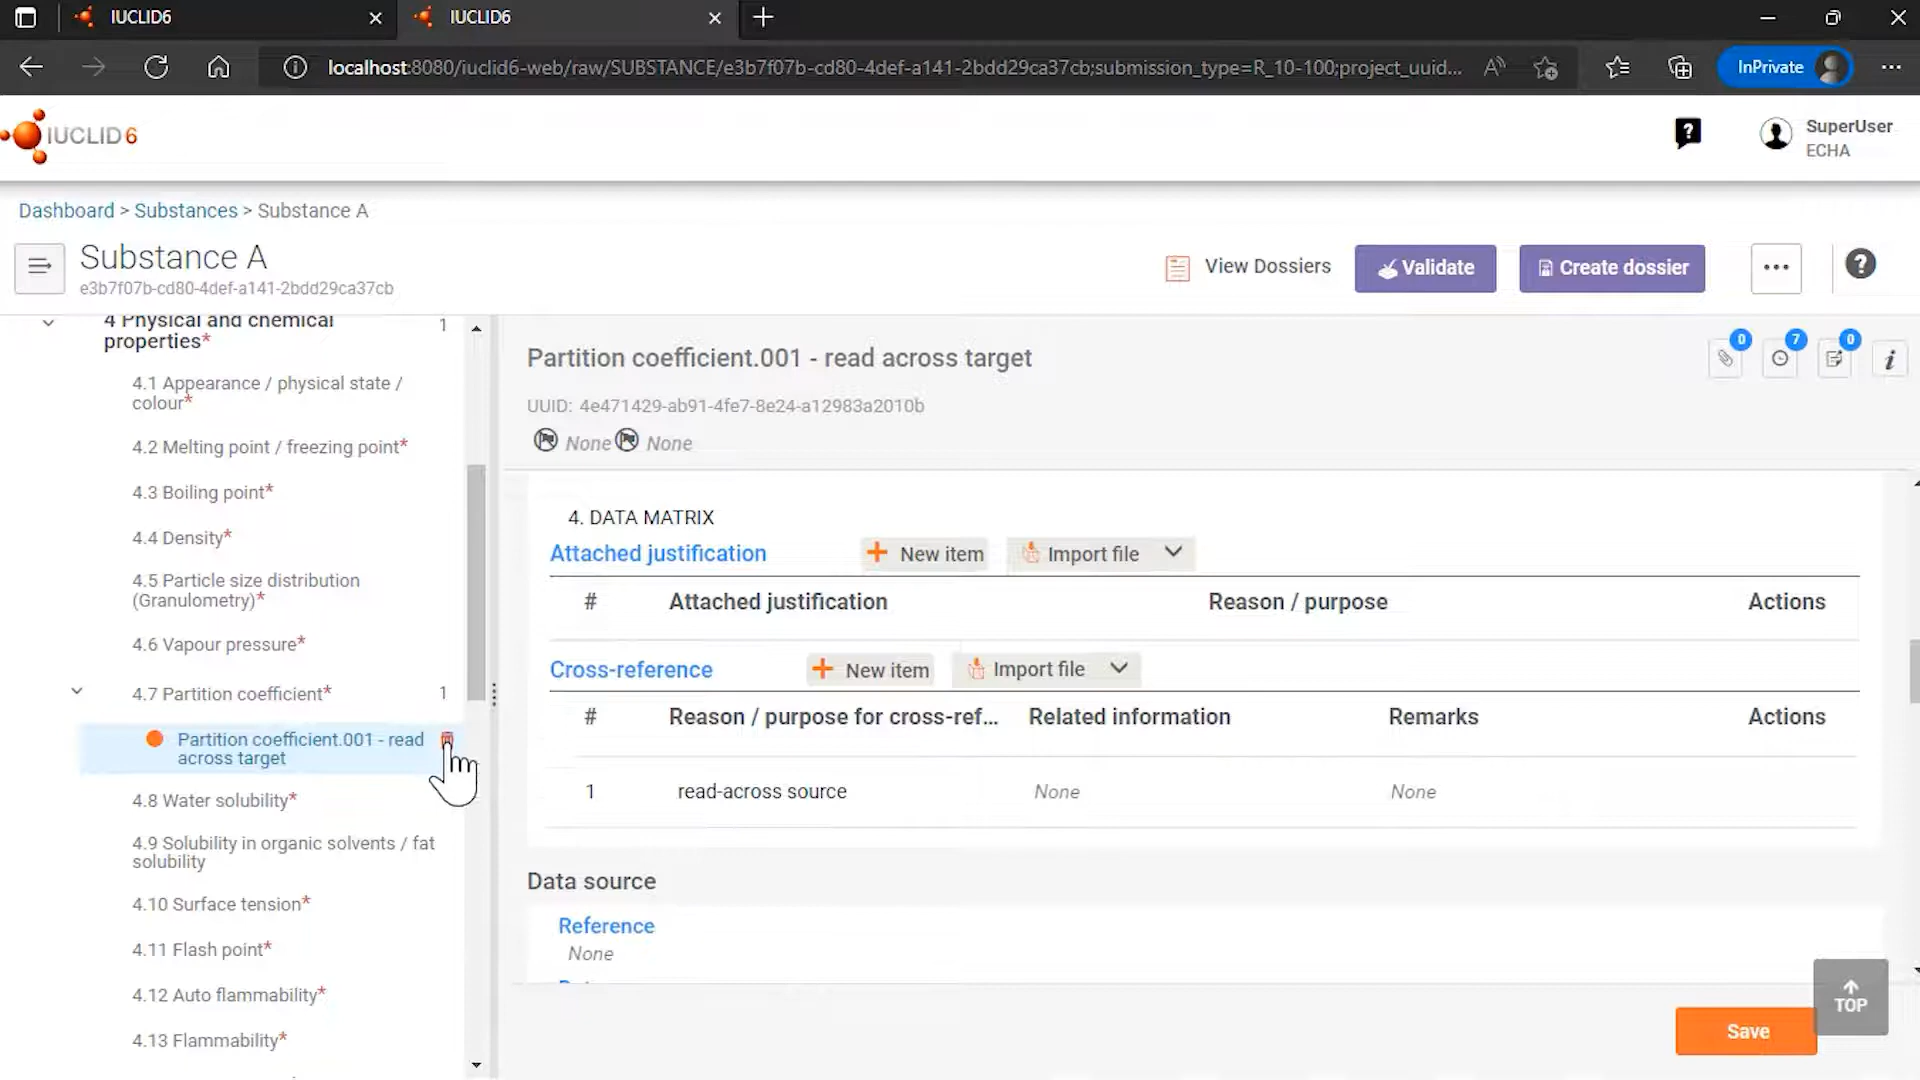 IUCLID6
IUCLID6
localhost:8080/iuclid6-web/raw/SUBSTANCE/e3b7f07b-cd80-4def-a141-2bdd29ca37cb;submission_type=R_10-100;project_uuid...
InPrivate
IUCLID 6
SuperUser
ECHA
Dashboard > Substances > Substance A
Substance A
e3b7f07b-cd80-4def-a141-2bdd29ca37cb
View Dossiers
Validate
Create dossier
4 Physical and chemical
properties*
1
4.1 Appearance / physical state /
colour*
4.2 Melting point / freezing point*
4.3 Boiling point*
4.4 Density*
4.5 Particle size distribution
(Granulometry)*
4.6 Vapour pressure*
4.7 Partition coefficient*
1
Partition coefficient.001 - read
across target
4.8 Water solubility*
4.9 Solubility in organic solvents / fat
solubility
4.10 Surface tension*
4.11 Flash point*
4.12 Auto flammability*
4.13 Flammability*
Partition coefficient.001 - read across target
0
7
0
UUID: 4e471429-ab91-4fe7-8e24-a12983a2010b
None None
4. DATA MATRIX
Attached justification
New item
Import file
# Attached justification Reason / purpose Actions
Cross-reference
New item
Import file
# Reason / purpose for cross-ref... Related information Remarks Actions
1 read-across source None None
Data source
Reference
None
TOP
Save